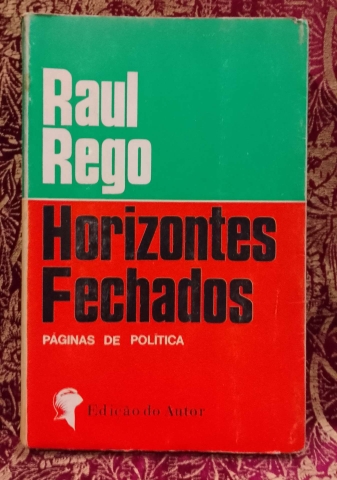 Raul
Rego
Horizontes
Fechados
PÁGINAS DE POLÍTICA
Edição do Autor